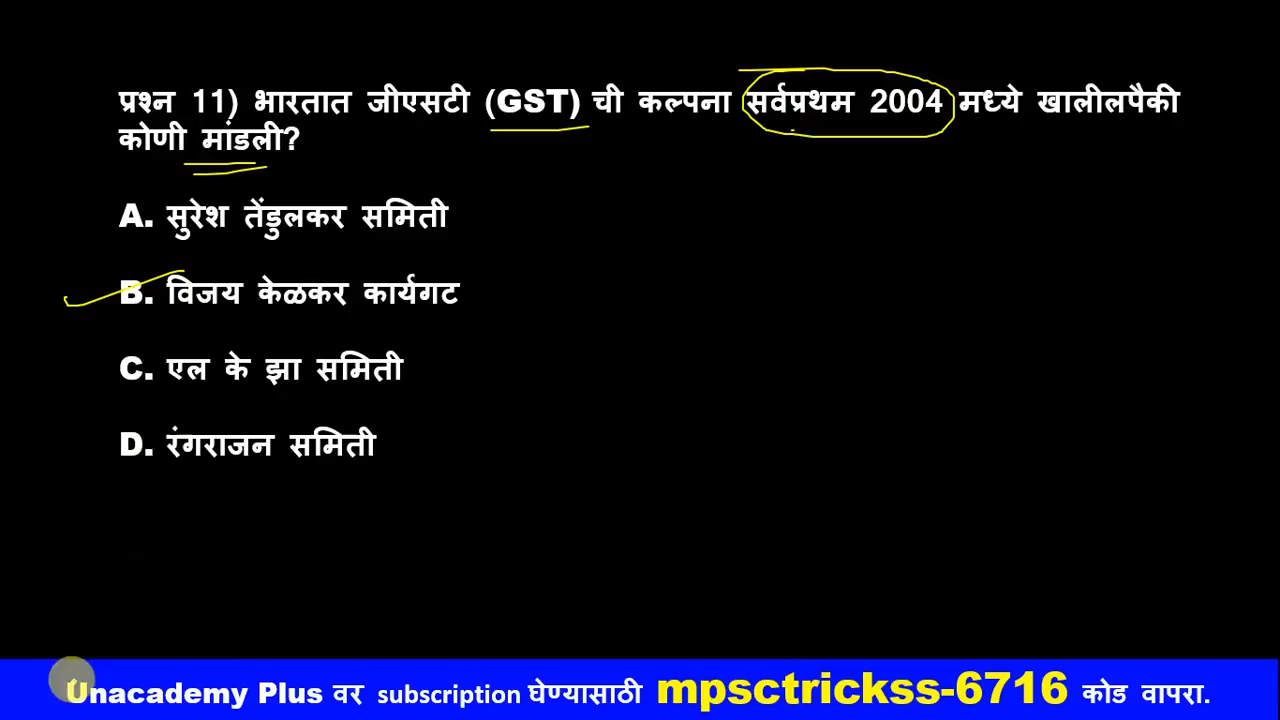 प्रश्न 11) भारतात जीएसटी (GST) ची कल्पना सर्वप्रथम 2004 मध्ये खालीलपैकी
कोणी मांडली?
A. सुरेश तेंडुलकर समिती
B. विजय केळकर कार्यगट
C. एल के झा समिती
D. रंगराजन समिती
Unacademy Plus वर subscription घेण्यासाठी mpsctrickss-6716 कोड वापरा.